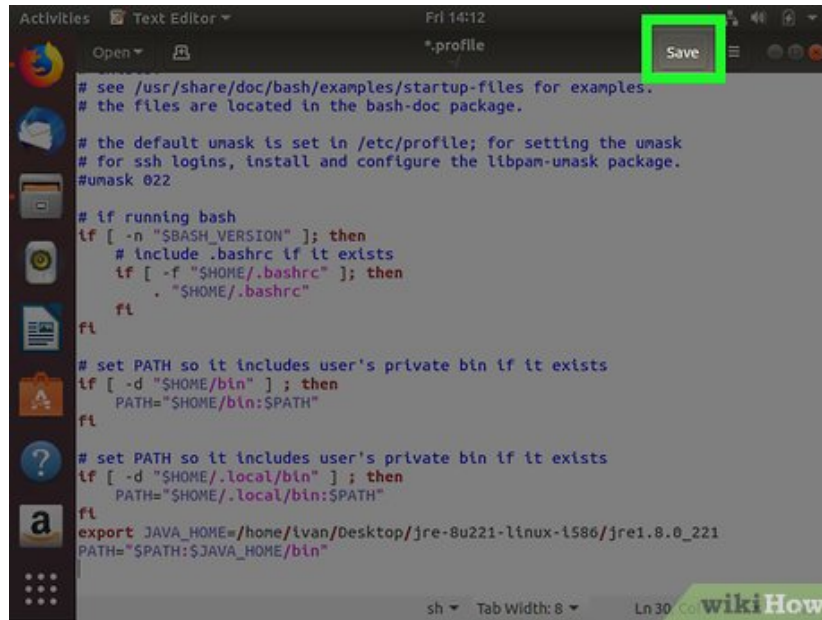 Activities Text Editor Fri 14:12
Open *.profile Save
# see /usr/share/doc/bash/examples/startup-files for examples.
# the files are located in the bash-doc package.
# the default umask is set in /etc/profile; for setting the umask
# for ssh logins, install and configure the libpam-umask package.
#umask 022
# if running bash
if [ -n "$BASH_VERSION" ]; then
    # include .bashrc if it exists
    if [ -f "$HOME/.bashrc" ]; then
        . "$HOME/.bashrc"
    fi
fi
# set PATH so it includes user's private bin if it exists
if [ -d "$HOME/bin" ] ; then
    PATH="$HOME/bin:$PATH"
fi
# set PATH so it includes user's private bin if it exists
if [ -d "$HOME/.local/bin" ] ; then
    PATH="$HOME/.local/bin:$PATH"
fi
export JAVA_HOME=/home/ivan/Desktop/jre-8u221-linux-i586/jre1.8.0_221
PATH="$PATH:$JAVA_HOME/bin"
sh Tab Width: 8 Ln 30, Col
wikiHow